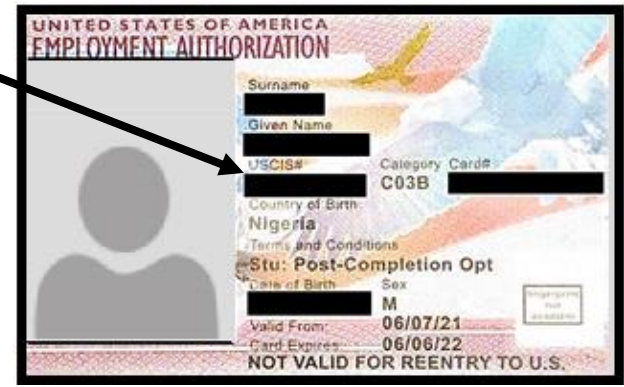 UNITED STATES OF AMERICA
EMPLOYMENT AUTHORIZATION
Surname
Given Name
USCIS# Category Card#
C03B
Country of Birth
Nigeria
Terms and Conditions
Stu: Post-Completion Opt
Date of Birth Sex
M
Valid From: 06/07/21
Card Expires: 06/06/22
NOT VALID FOR REENTRY TO U.S.